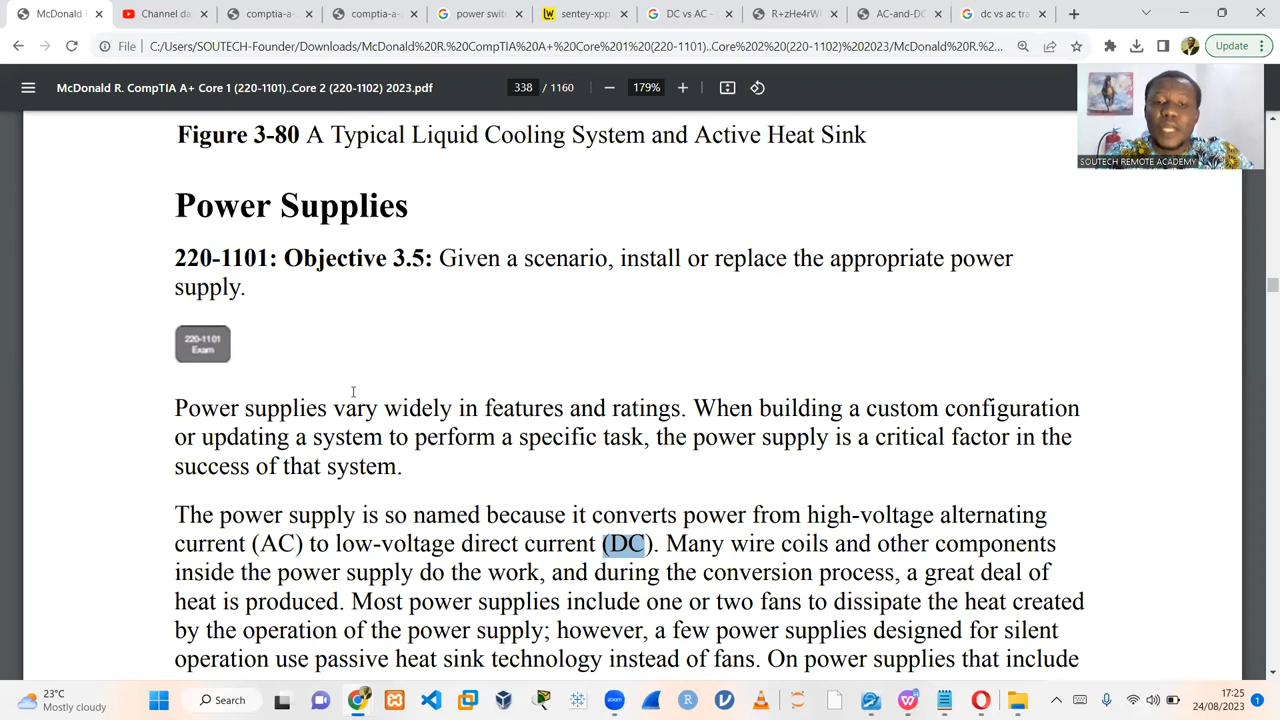 McDonald
Channel da
comptia-a-
comptia-a-
power swit
sentey-xpp
DC vs AC -
R+zHe4rW
AC-and-DC
dc vs ac tra
File C:/Users/SOUTECH-Founder/Downloads/McDonald%20R.%20CompTIA%20A+%20Core%201%20(220-1101)..Core%202%20(220-1102)%202023/McDonald%20R.%...
Update
McDonald R. CompTIA A+ Core 1 (220-1101)..Core 2 (220-1102) 2023.pdf
338 / 1160
179%
SOUTECH REMOTE ACADEMY
Figure 3-80 A Typical Liquid Cooling System and Active Heat Sink
Power Supplies
220-1101: Objective 3.5: Given a scenario, install or replace the appropriate power
supply.
220-1101
Exam
Power supplies vary widely in features and ratings. When building a custom configuration
or updating a system to perform a specific task, the power supply is a critical factor in the
success of that system.
The power supply is so named because it converts power from high-voltage alternating
current (AC) to low-voltage direct current (DC). Many wire coils and other components
inside the power supply do the work, and during the conversion process, a great deal of
heat is produced. Most power supplies include one or two fans to dissipate the heat created
by the operation of the power supply; however, a few power supplies designed for silent
operation use passive heat sink technology instead of fans. On power supplies that include
23°C
Mostly cloudy
Search
zoom
17:25
24/08/2023
1